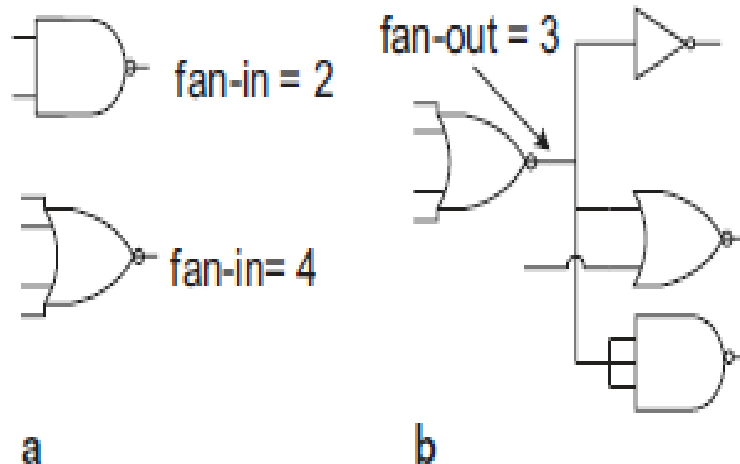 fan-in = 2
fan-in= 4
a
fan-out = 3
b